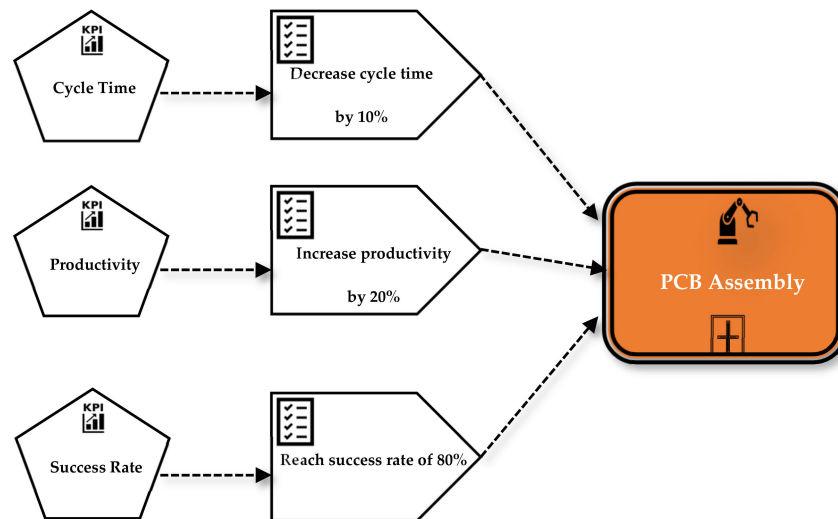 KPI
Cycle Time
Decrease cycle time
by 10%
KPI
Productivity
Increase productivity
by 20%
PCB Assembly
KPI
Success Rate
Reach success rate of 80%